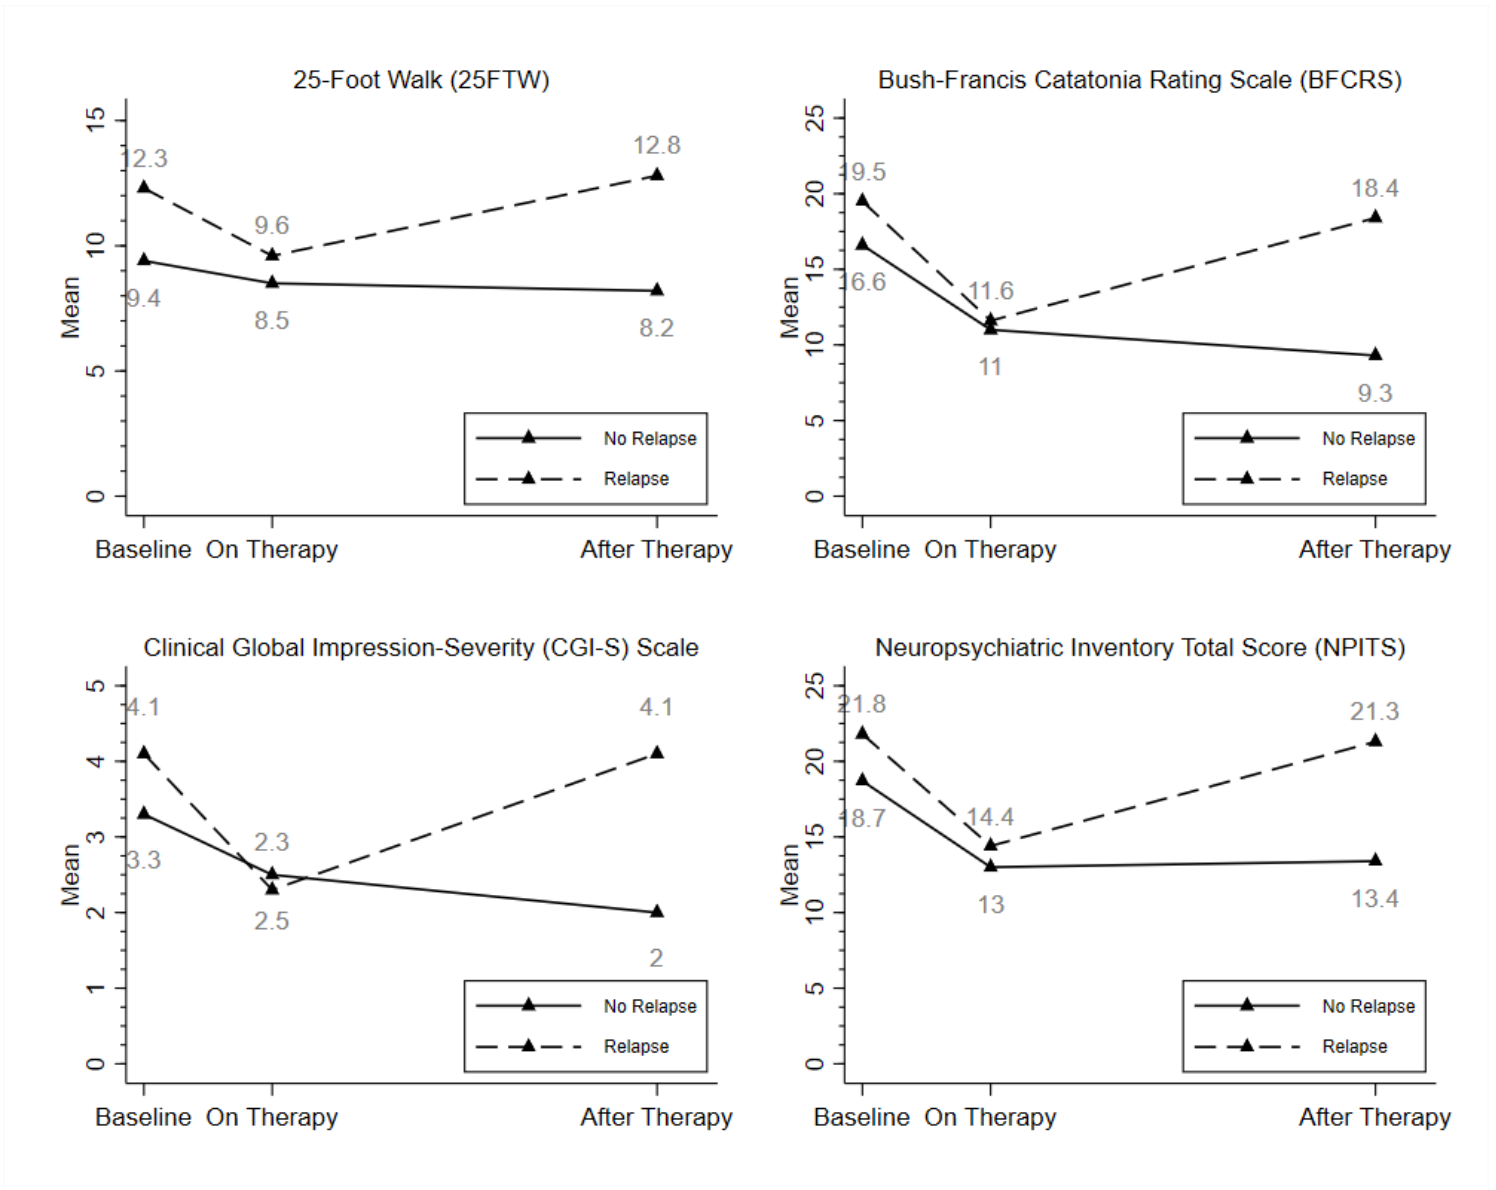 25-Foot Walk (25FTW)
15
10
5
0
Mean
12.3
9.6
12.8
9.4
8.5
8.2
No Relapse
Relapse
Baseline On Therapy After Therapy
Bush-Francis Catatonia Rating Scale (BFCRS)
25
20
15
10
5
0
Mean
19.5
11.6
18.4
16.6
11
9.3
No Relapse
Relapse
Baseline On Therapy After Therapy
Clinical Global Impression-Severity (CGI-S) Scale
5
4
3
2
1
0
Mean
4.1
2.3
4.1
3.3
2.5
2
No Relapse
Relapse
Baseline On Therapy After Therapy
Neuropsychiatric Inventory Total Score (NPITS)
25
20
15
10
5
0
Mean
21.8
14.4
21.3
18.7
13
13.4
No Relapse
Relapse
Baseline On Therapy After Therapy